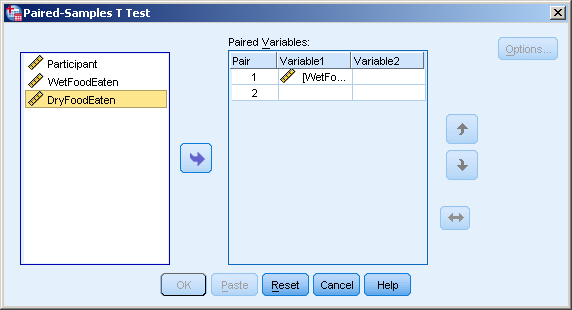 Paired-Samples T Test
Participant
WetFoodEaten
DryFoodEaten
Paired Variables:
Pair Variable1 Variable2
1 [WetFo...
2
Options...
OK Paste Reset Cancel Help